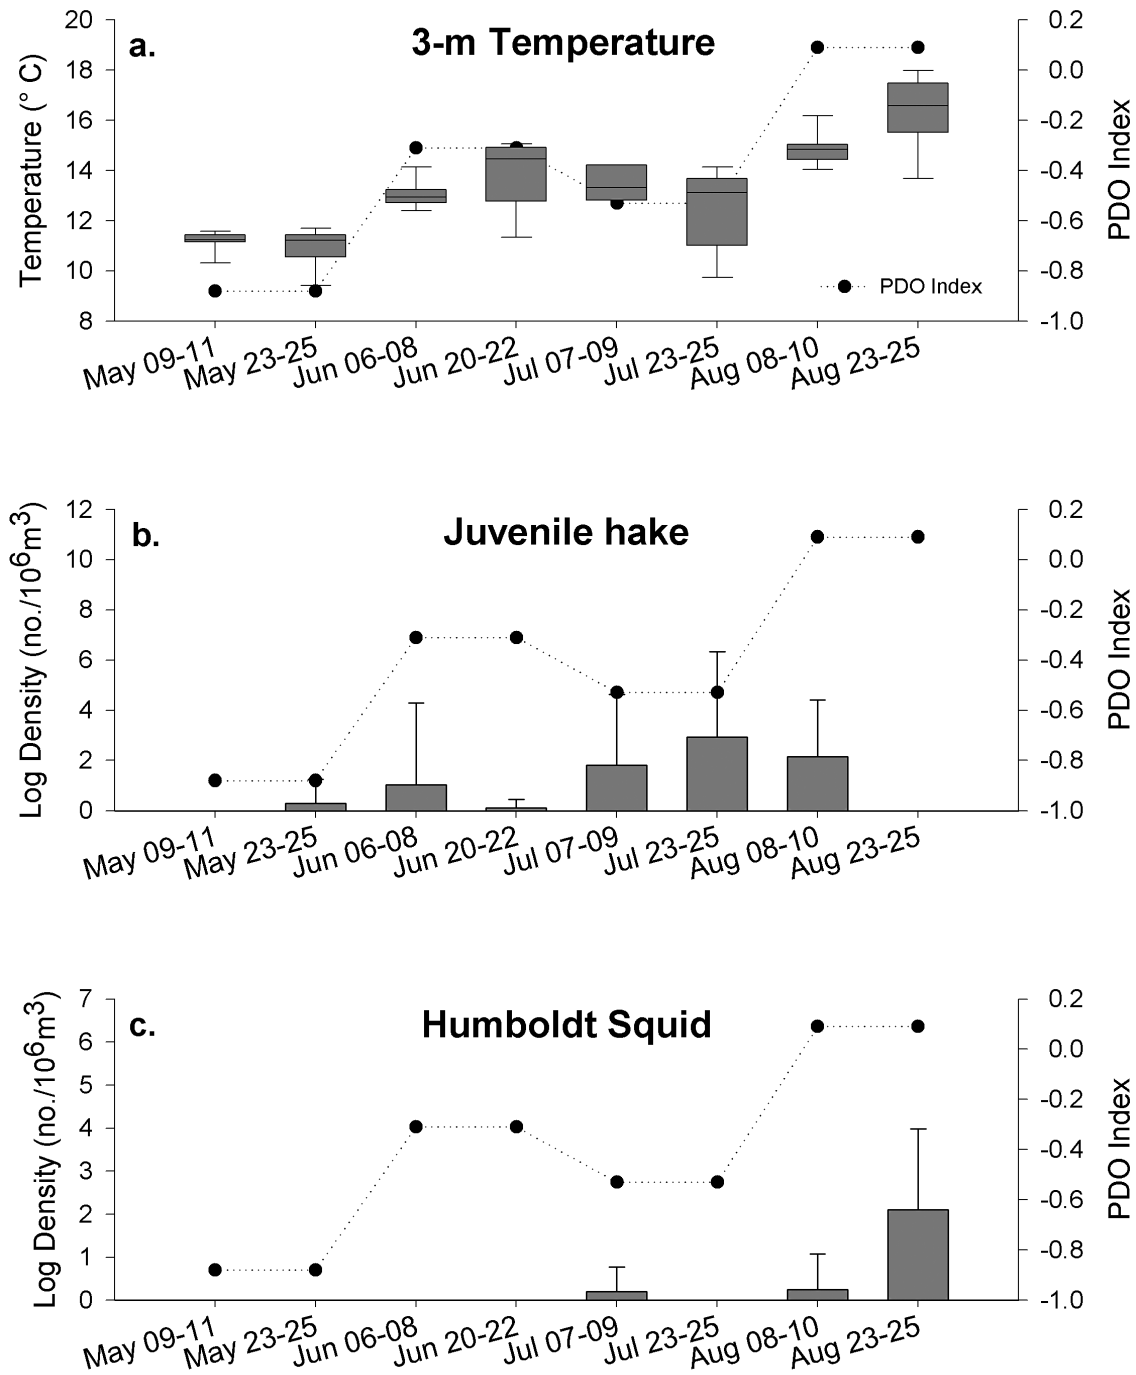 a.
3-m Temperature
Temperature (° C)
20
18
16
14
12
10
8
0.2
0.0
-0.2
-0.4
-0.6
-0.8
-1.0
PDO Index
PDO Index
May 09-11
May 23-25
Jun 06-08
Jun 20-22
Jul 07-09
Jul 23-25
Aug 08-10
Aug 23-25
b.
Juvenile hake
Log Density (no./10⁶m³)
12
10
8
6
4
2
0
0.2
0.0
-0.2
-0.4
-0.6
-0.8
-1.0
PDO Index
May 09-11
May 23-25
Jun 06-08
Jun 20-22
Jul 07-09
Jul 23-25
Aug 08-10
Aug 23-25
c.
Humboldt Squid
Log Density (no./10⁶m³)
7
6
5
4
3
2
1
0
0.2
0.0
-0.2
-0.4
-0.6
-0.8
-1.0
PDO Index
May 09-11
May 23-25
Jun 06-08
Jun 20-22
Jul 07-09
Jul 23-25
Aug 08-10
Aug 23-25